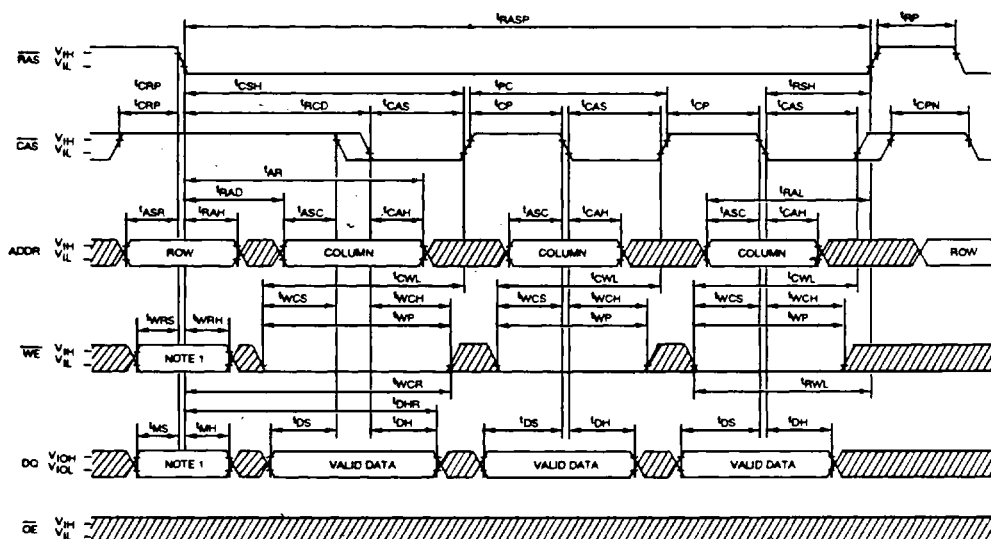 tRASP tRP
RAS VIH
VIL
tCRP tCSH tPC tRSH
tCRP tRCD tCAS tCP tCAS tCP tCAS tCPN
CAS VIH
VIL
tAR
tRAD tRAL
tASR tRAH tASC tCAH tASC tCAH tASC tCAH
ADDR VIH
VIL
ROW COLUMN COLUMN COLUMN ROW
tCWL tCWL tCWL
tWCS tWCH tWCS tWCH tWCS tWCH
tWRS tWRH tWP tWP tWP
WE VIH
VIL
NOTE 1
tWCR tRWL
tDHR
tMS tMH tDS tDH tDS tDH tDS tDH
DQ VIOH
VIOL
NOTE 1 VALID DATA VALID DATA VALID DATA
OE VIH
VIL